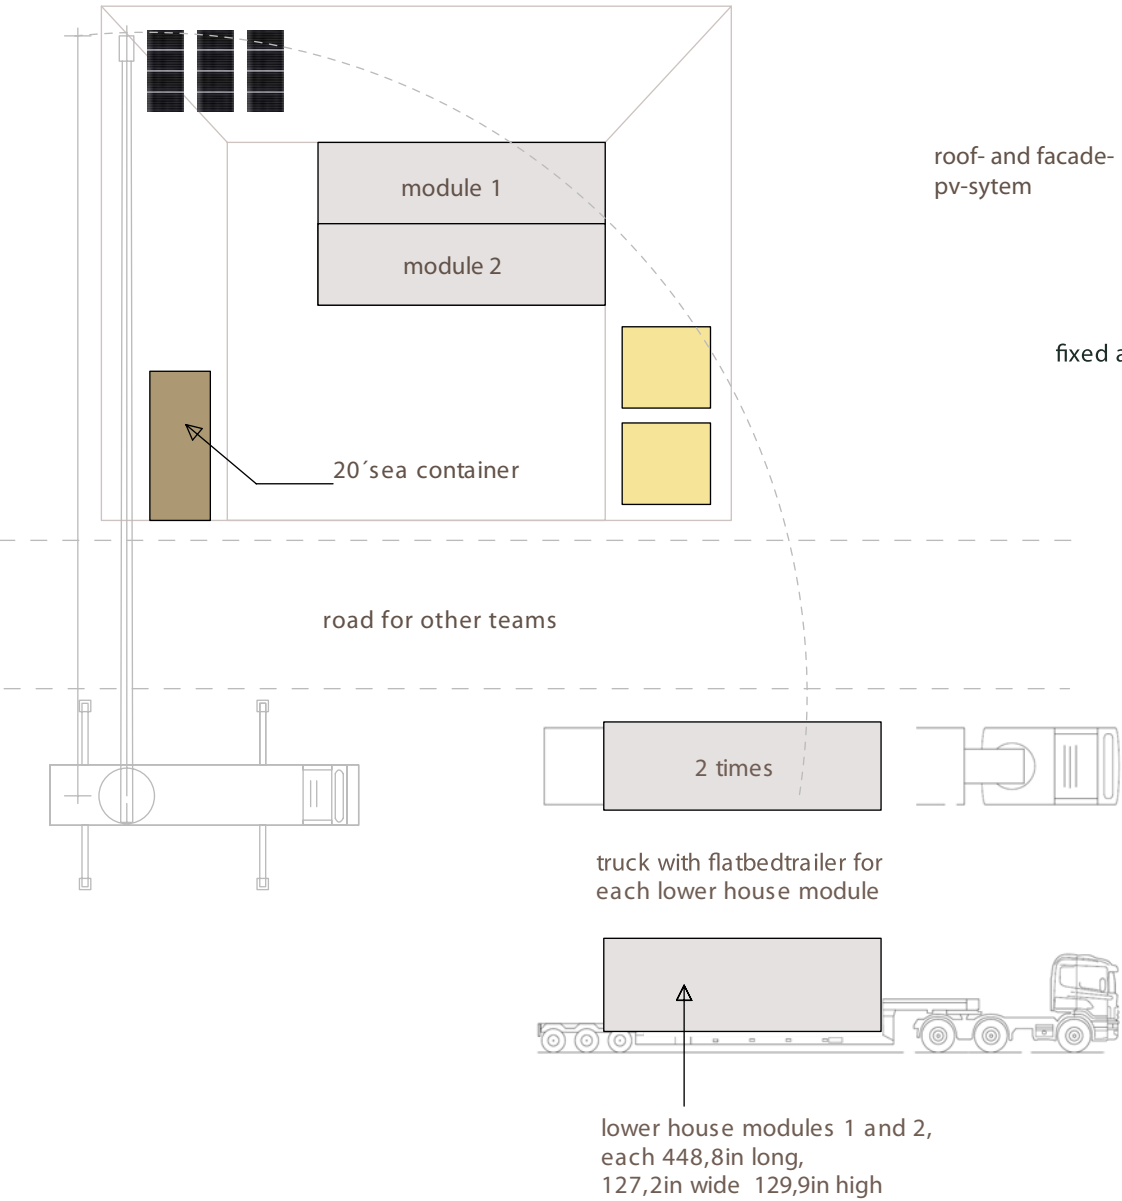 module 1
roof- and facade-
pv-sytem
module 2
fixed a
20´sea container
road for other teams
2 times
truck with flatbedtrailer for
each lower house module
lower house modules 1 and 2,
each 448,8in long,
127,2in wide 129,9in high